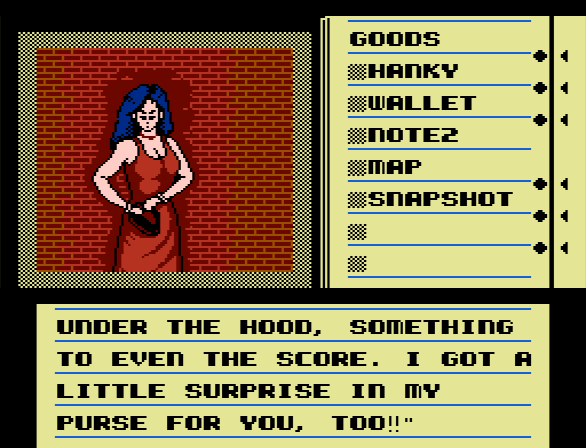 GOODS
HANKY
WALLET
NOTE2
MAP
SNAPSHOT
UNDER THE HOOD, SOMETHING
TO EVEN THE SCORE. I GOT A
LITTLE SURPRISE IN MY
PURSE FOR YOU, TOO!!"